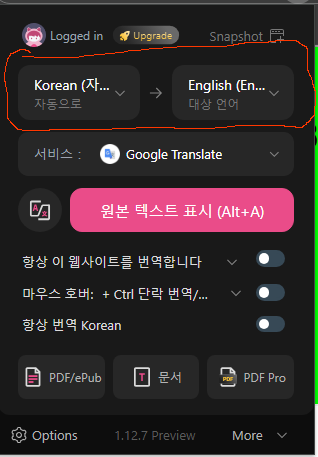 Logged in
Upgrade
Snapshot
Korean (자...
자동으로
English (En...
대상 언어
서비스 :
Google Translate
원본 텍스트 표시 (Alt+A)
항상 이 웹사이트를 번역합니다
마우스 호버: + Ctrl 단락 번역/...
항상 번역 Korean
PDF/ePub
문서
PDF Pro
Options
1.12.7 Preview
More